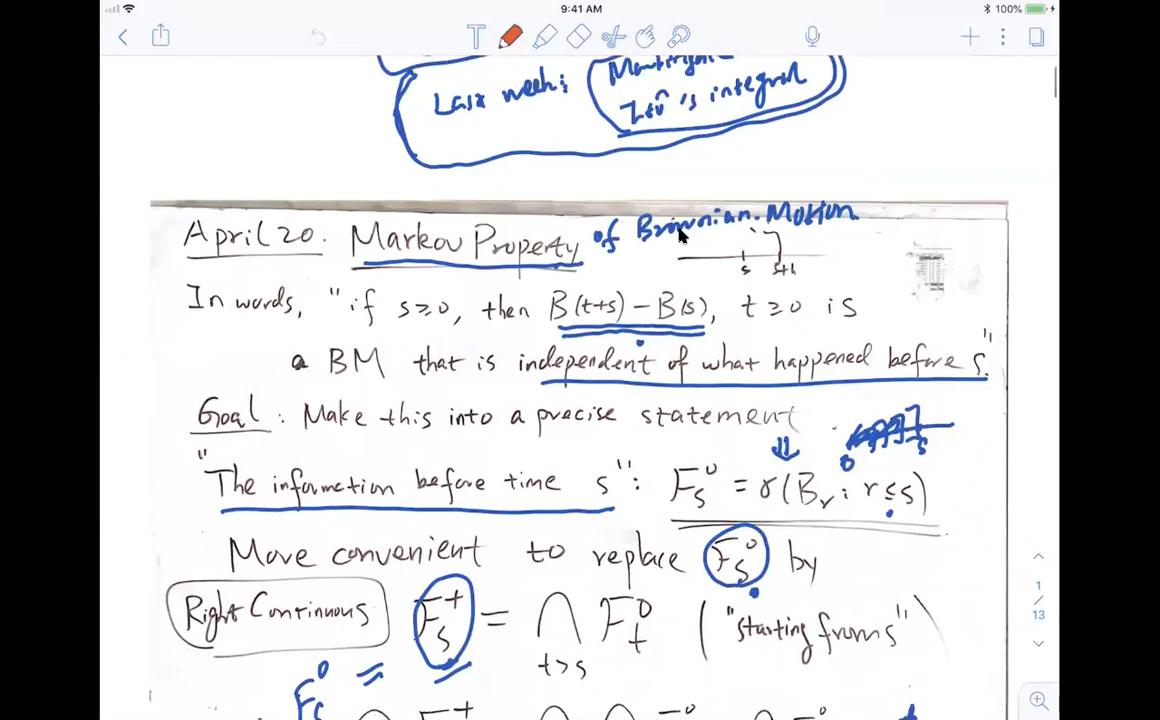 9:41 AM
100%
T
Last week: Martingale
Itô's integral
April 20. Markov Property of Brownian Motion
s s+h
In words, "if s≥0, then B(t+s) − B(s), t≥0 is
a BM that is independent of what happened before s."
Goal: Make this into a precise statement.
0 s
"The information before time s": F_s^0 = σ(B_r : r ≤ s)
More convenient to replace F_s^0 by
Right Continuous F_s^+ = ∩_{t>s} F_t^0 ("starting from s")
F_s^0 =
1
/
13